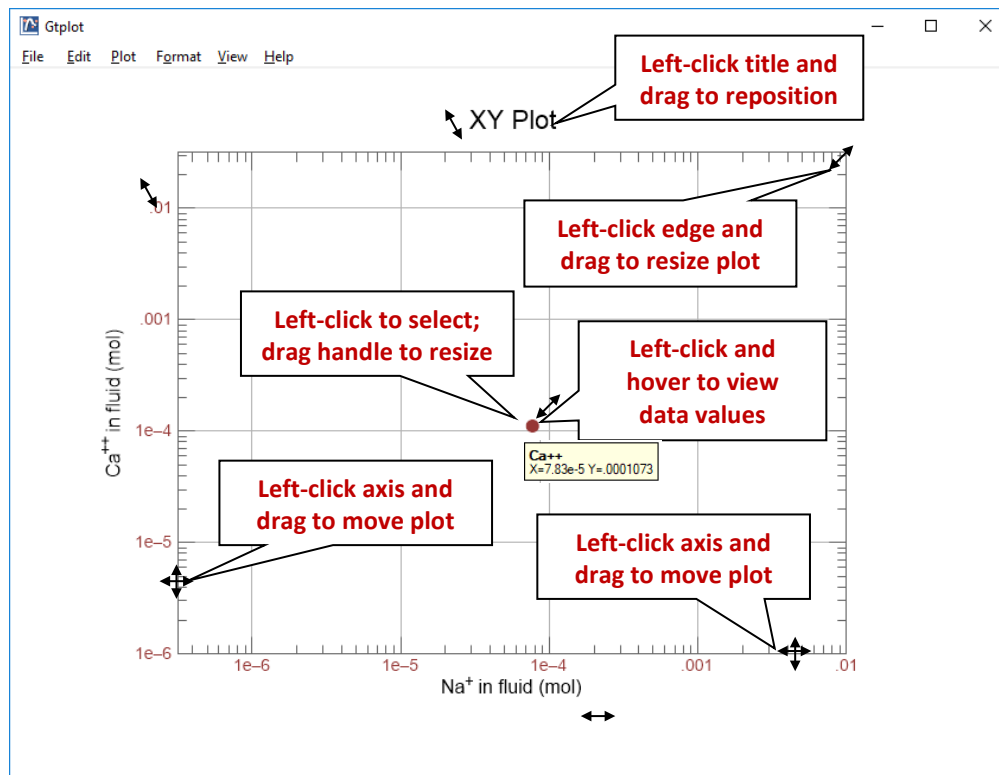 Gtplot
File Edit Plot Format View Help
Left-click title and
drag to reposition
XY Plot
Left-click edge and
drag to resize plot
.01
.001
1e–4
1e–5
1e–6
Ca⁺⁺ in fluid (mol)
Left-click to select;
drag handle to resize
Left-click and
hover to view
data values
Ca++
X=7.83e-5 Y=.0001073
Left-click axis and
drag to move plot
Left-click axis and
drag to move plot
1e–6 1e–5 1e–4 .001 .01
Na⁺ in fluid (mol)